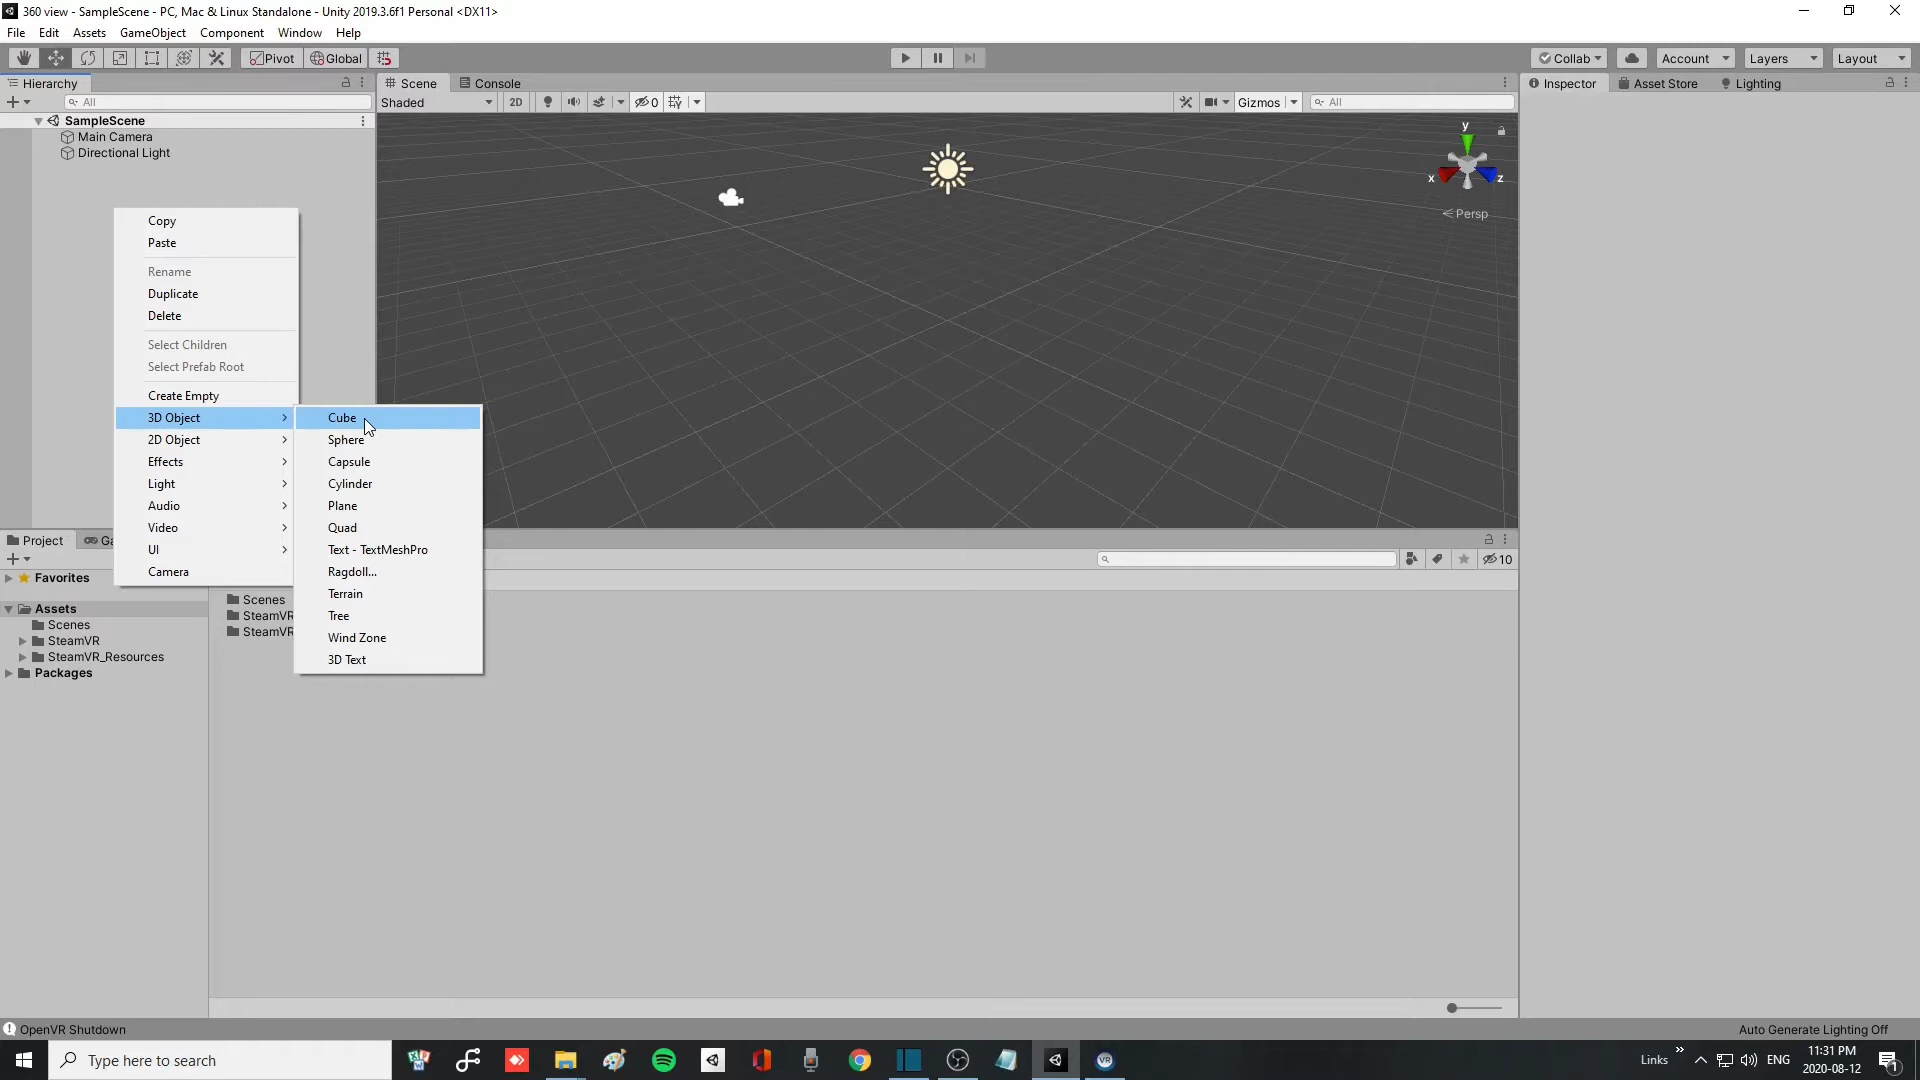 360 view - SampleScene - PC, Mac & Linux Standalone - Unity 2019.3.6f1 Personal <DX11>
File Edit Assets GameObject Component Window Help
Pivot Global Collab Account Layers Layout
Hierarchy Scene Console Inspector Asset Store Lighting
All Shaded 2D 0 Gizmos All
SampleScene
Main Camera
Directional Light
y
x z
Persp
Copy
Paste
Rename
Duplicate
Delete
Select Children
Select Prefab Root
Create Empty
3D Object
2D Object
Effects
Light
Audio
Video
UI
Camera
Cube
Sphere
Capsule
Cylinder
Plane
Quad
Text - TextMeshPro
Ragdoll...
Terrain
Tree
Wind Zone
3D Text
Project Ga
10
Favorites
Assets
Scenes
SteamVR
SteamVR_Resources
Packages
Scenes
SteamVR
SteamVR
OpenVR Shutdown Auto Generate Lighting Off
Type here to search VR Links ENG 11:31 PM
2020-08-12
1